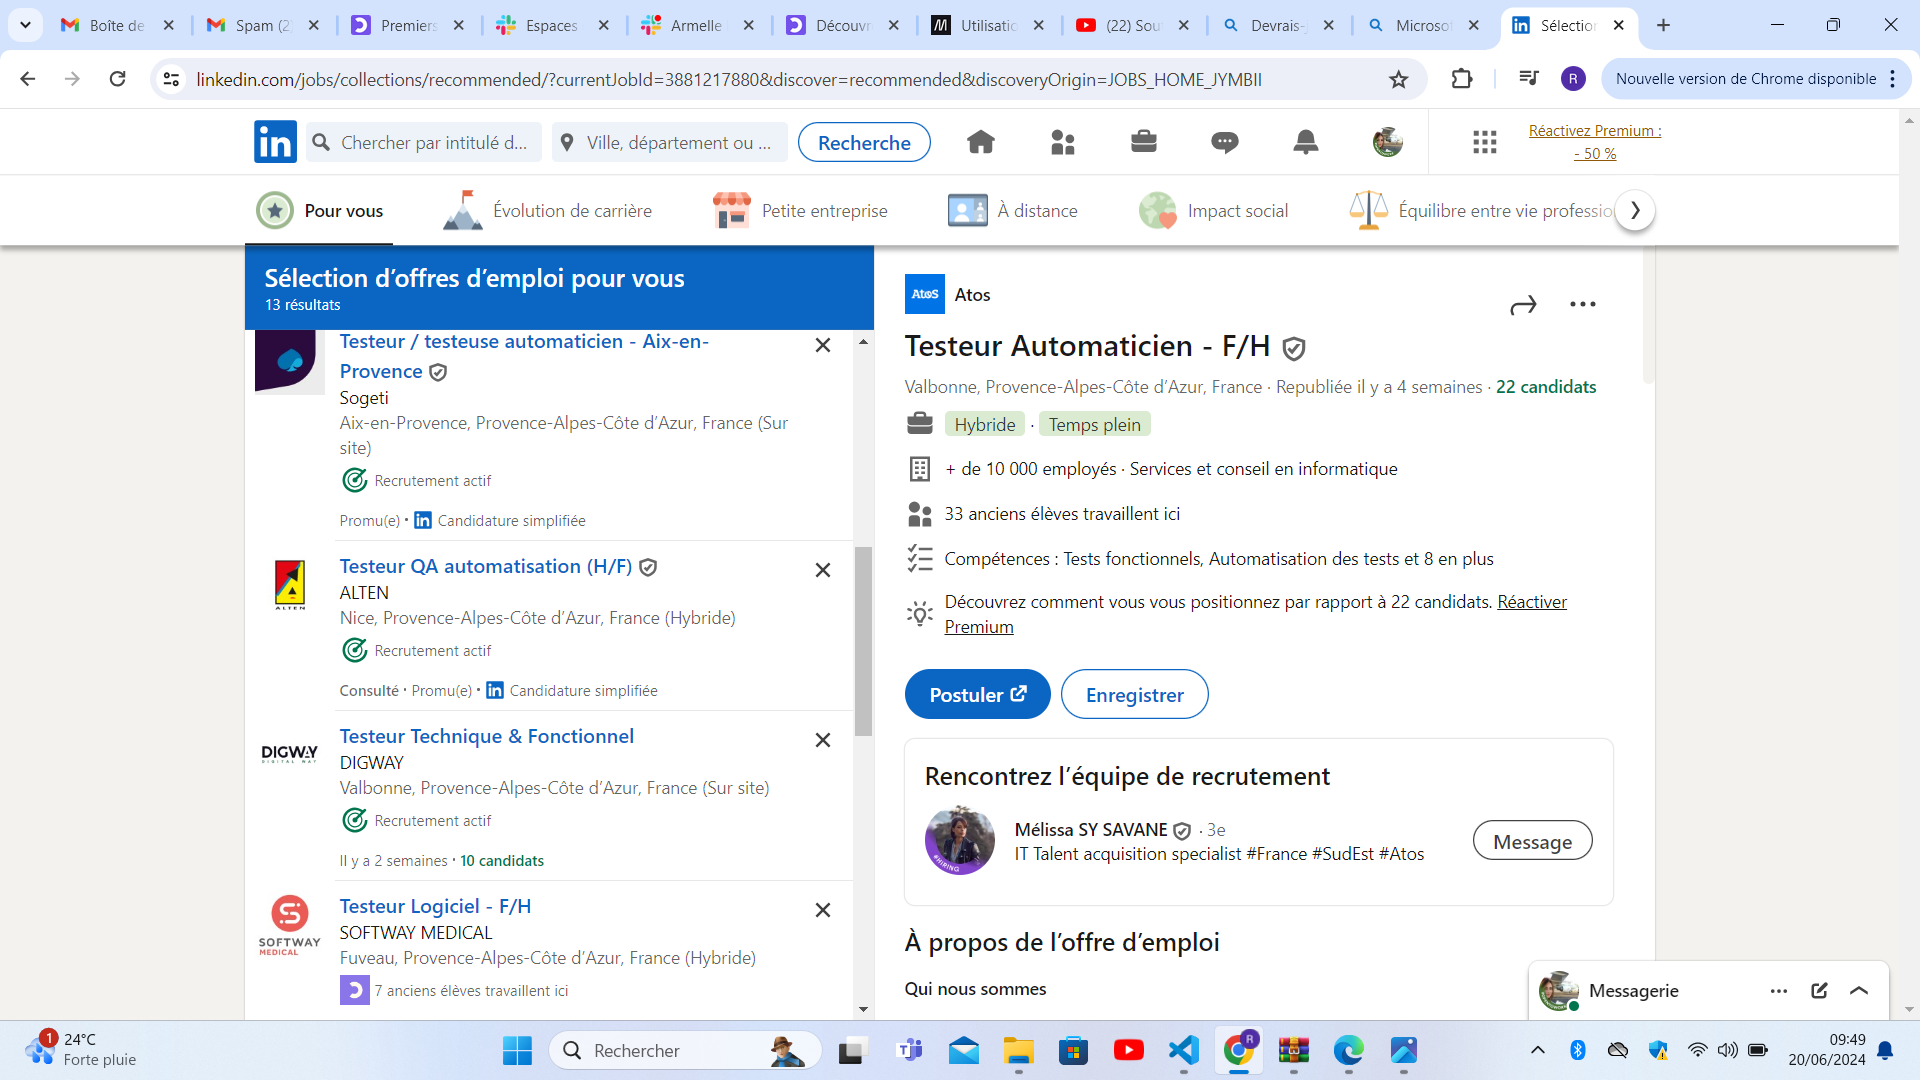 Boîte de
Spam (2
Premiers
Espaces
Armelle
Découvr
Utilisatio
(22) Sou
Devrais-j
Microsof
Sélection
linkedin.com/jobs/collections/recommended/?currentJobId=3881217880&discover=recommended&discoveryOrigin=JOBS_HOME_JYMBII
R
Nouvelle version de Chrome disponible
in
Chercher par intitulé d...
Ville, département ou ...
Recherche
Réactivez Premium :
- 50 %
Pour vous
Évolution de carrière
Petite entreprise
À distance
Impact social
Équilibre entre vie professio
Sélection d’offres d’emploi pour vous
13 résultats
Testeur / testeuse automaticien - Aix-en-
Provence
Sogeti
Aix-en-Provence, Provence-Alpes-Côte d’Azur, France (Sur
site)
Recrutement actif
Promu(e) · in Candidature simplifiée
ALTEN
Testeur QA automatisation (H/F)
ALTEN
Nice, Provence-Alpes-Côte d’Azur, France (Hybride)
Recrutement actif
Consulté · Promu(e) · in Candidature simplifiée
DIGWAY
DIGITAL WAY
Testeur Technique & Fonctionnel
DIGWAY
Valbonne, Provence-Alpes-Côte d’Azur, France (Sur site)
Recrutement actif
Il y a 2 semaines · 10 candidats
SOFTWAY
MEDICAL
Testeur Logiciel - F/H
SOFTWAY MEDICAL
Fuveau, Provence-Alpes-Côte d’Azur, France (Hybride)
7 anciens élèves travaillent ici
Atos
Atos
Testeur Automaticien - F/H
Valbonne, Provence-Alpes-Côte d’Azur, France · Republiée il y a 4 semaines · 22 candidats
Hybride · Temps plein
+ de 10 000 employés · Services et conseil en informatique
33 anciens élèves travaillent ici
Compétences : Tests fonctionnels, Automatisation des tests et 8 en plus
Découvrez comment vous vous positionnez par rapport à 22 candidats. Réactiver
Premium
Postuler
Enregistrer
Rencontrez l’équipe de recrutement
#HIRING
Mélissa SY SAVANE · 3e
IT Talent acquisition specialist #France #SudEst #Atos
Message
À propos de l’offre d’emploi
Qui nous sommes
Messagerie
1
24°C
Forte pluie
Rechercher
R
09:49
20/06/2024